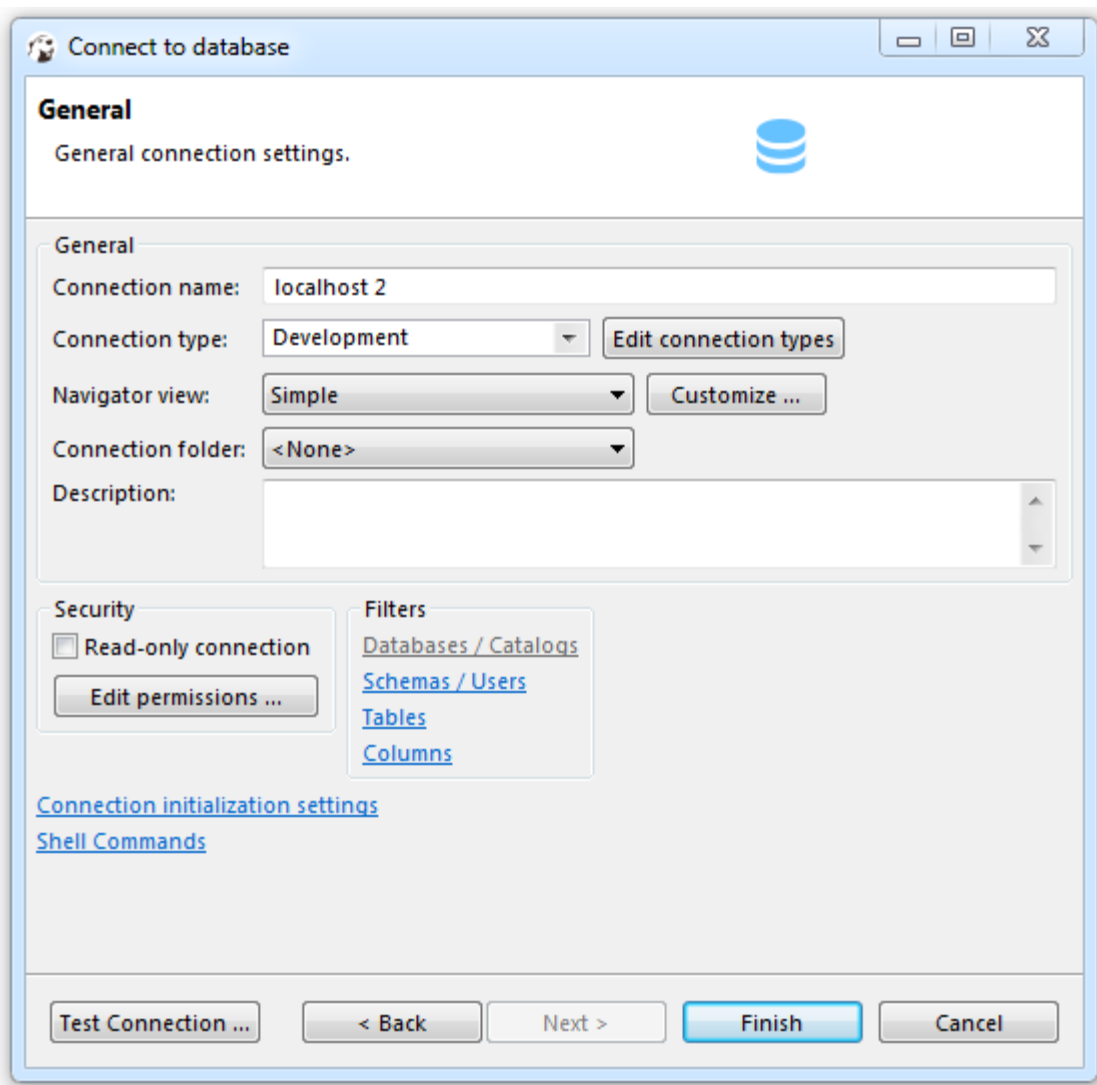 Connect to database
General
General connection settings.
General
Connection name: localhost 2
Connection type: Development Edit connection types
Navigator view: Simple Customize ...
Connection folder: <None>
Description:
Security
Read-only connection
Edit permissions ...
Filters
Databases / Catalogs
Schemas / Users
Tables
Columns
Connection initialization settings
Shell Commands
Test Connection ... < Back Next > Finish Cancel